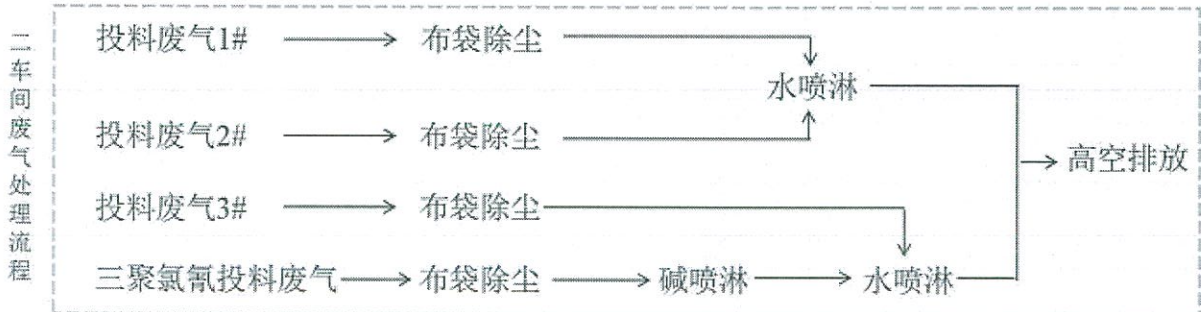 二车间废气处理流程
投料废气1# 布袋除尘
水喷淋
投料废气2# 布袋除尘
高空排放
投料废气3# 布袋除尘
三聚氯氰投料废气 布袋除尘 碱喷淋 水喷淋